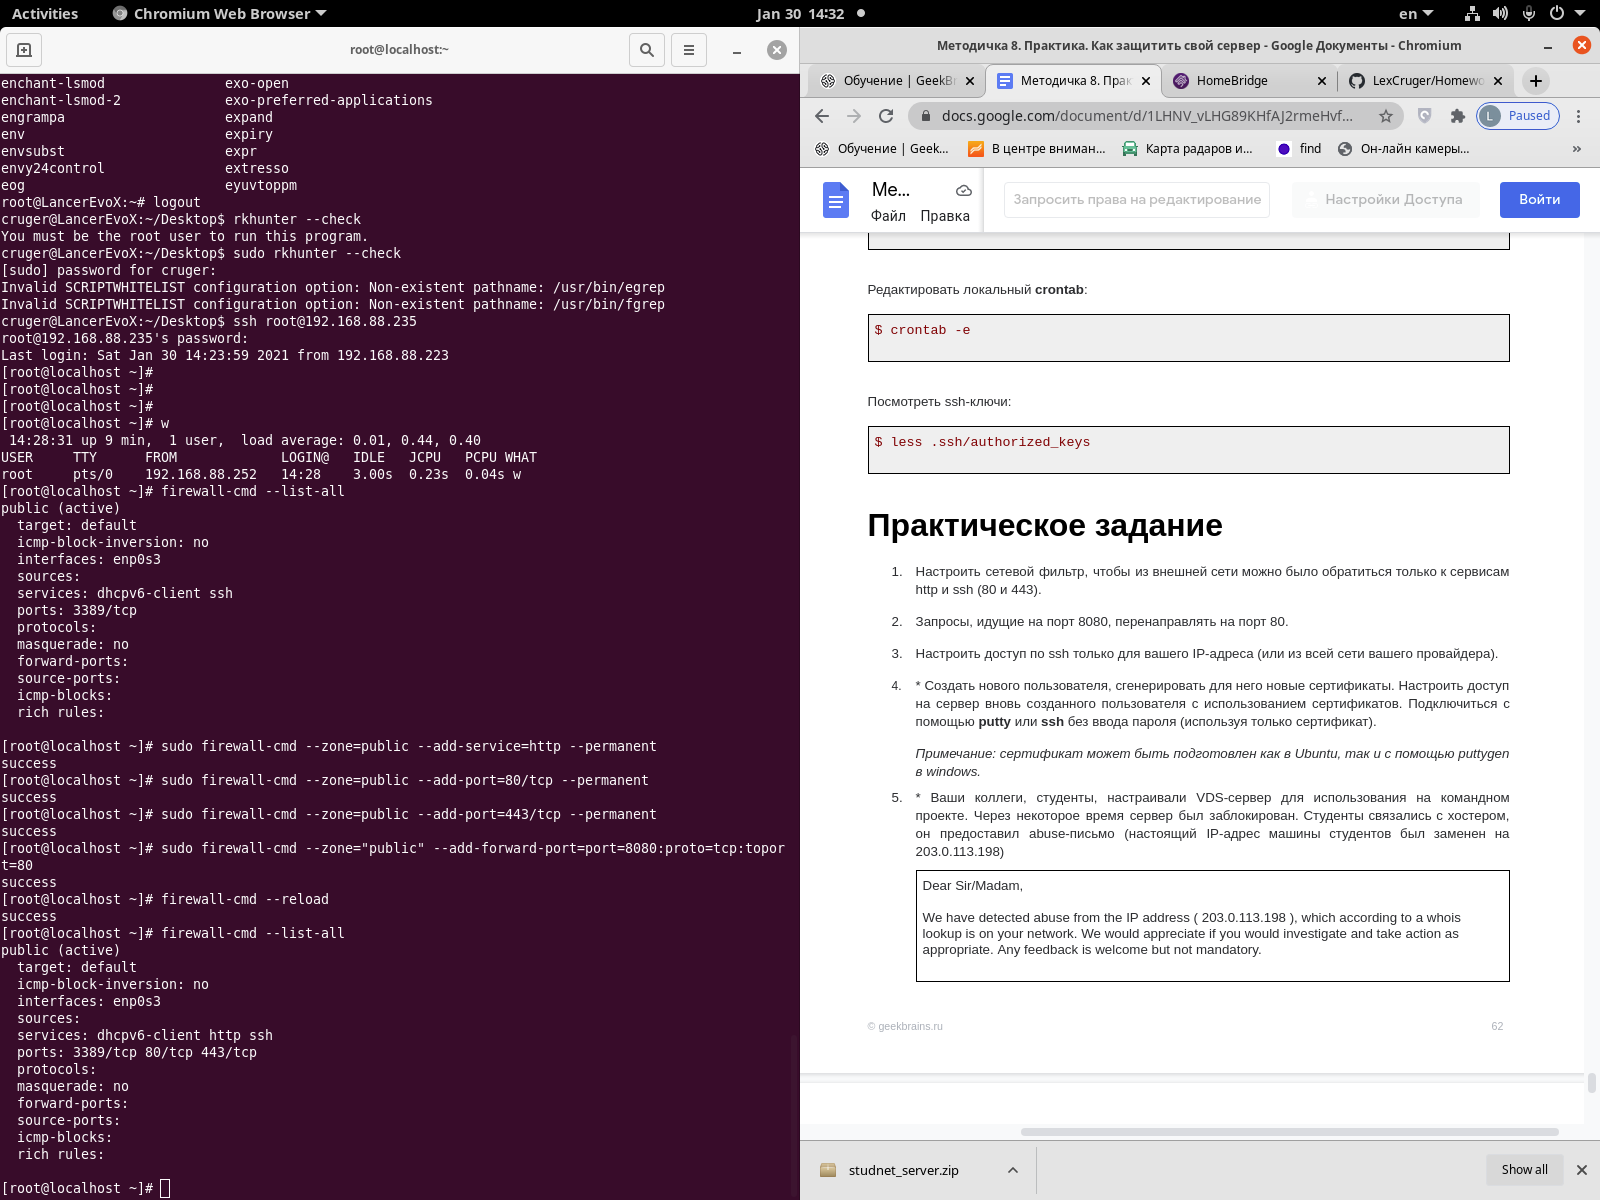 Activities
Chromium Web Browser
Jan 30 14:32
en
root@localhost:~
enchant-lsmod exo-open
enchant-lsmod-2 exo-preferred-applications
engrampa expand
env expiry
envsubst expr
envy24control extresso
eog eyuvtoppm
root@LancerEvoX:~# logout
cruger@LancerEvoX:~/Desktop$ rkhunter --check
You must be the root user to run this program.
cruger@LancerEvoX:~/Desktop$ sudo rkhunter --check
[sudo] password for cruger:
Invalid SCRIPTWHITELIST configuration option: Non-existent pathname: /usr/bin/egrep
Invalid SCRIPTWHITELIST configuration option: Non-existent pathname: /usr/bin/fgrep
cruger@LancerEvoX:~/Desktop$ ssh root@192.168.88.235
root@192.168.88.235's password:
Last login: Sat Jan 30 14:23:59 2021 from 192.168.88.223
[root@localhost ~]#
[root@localhost ~]#
[root@localhost ~]#
[root@localhost ~]# w
14:28:31 up 9 min, 1 user, load average: 0.01, 0.44, 0.40
USER TTY FROM LOGIN@ IDLE JCPU PCPU WHAT
root pts/0 192.168.88.252 14:28 3.00s 0.23s 0.04s w
[root@localhost ~]# firewall-cmd --list-all
public (active)
target: default
icmp-block-inversion: no
interfaces: enp0s3
sources:
services: dhcpv6-client ssh
ports: 3389/tcp
protocols:
masquerade: no
forward-ports:
source-ports:
icmp-blocks:
rich rules:
[root@localhost ~]# sudo firewall-cmd --zone=public --add-service=http --permanent
success
[root@localhost ~]# sudo firewall-cmd --zone=public --add-port=80/tcp --permanent
success
[root@localhost ~]# sudo firewall-cmd --zone=public --add-port=443/tcp --permanent
success
[root@localhost ~]# sudo firewall-cmd --zone="public" --add-forward-port=port=8080:proto=tcp:topor
t=80
success
[root@localhost ~]# firewall-cmd --reload
success
[root@localhost ~]# firewall-cmd --list-all
public (active)
target: default
icmp-block-inversion: no
interfaces: enp0s3
sources:
services: dhcpv6-client http ssh
ports: 3389/tcp 80/tcp 443/tcp
protocols:
masquerade: no
forward-ports:
source-ports:
icmp-blocks:
rich rules:
[root@localhost ~]#
Методичка 8. Практика. Как защитить свой сервер - Google Документы - Chromium
Обучение | GeekB
Методичка 8. Прак
HomeBridge
LexCruger/Homew
docs.google.com/document/d/1LHNV_vLHG89KHfAJ2rmeHvf...
L Paused
Обучение | Geek...
В центре вниман...
Карта радаров и...
find
Он-лайн камеры...
»
Ме...
Файл Правка
Запросить права на редактирование
Настройки Доступа
Войти
Редактировать локальный crontab:
$ crontab -e
Посмотреть ssh-ключи:
$ less .ssh/authorized_keys
Практическое задание
1. Настроить сетевой фильтр, чтобы из внешней сети можно было обратиться только к сервисам
http и ssh (80 и 443).
2. Запросы, идущие на порт 8080, перенаправлять на порт 80.
3. Настроить доступ по ssh только для вашего IP-адреса (или из всей сети вашего провайдера).
4. * Создать нового пользователя, сгенерировать для него новые сертификаты. Настроить доступ
на сервер вновь созданного пользователя с использованием сертификатов. Подключиться с
помощью putty или ssh без ввода пароля (используя только сертификат).
Примечание: сертификат может быть подготовлен как в Ubuntu, так и с помощью puttygen
в windows.
5. * Ваши коллеги, студенты, настраивали VDS-сервер для использования на командном
проекте. Через некоторое время сервер был заблокирован. Студенты связались с хостером,
он предоставил abuse-письмо (настоящий IP-адрес машины студентов был заменен на
203.0.113.198)
Dear Sir/Madam,
We have detected abuse from the IP address ( 203.0.113.198 ), which according to a whois
lookup is on your network. We would appreciate if you would investigate and take action as
appropriate. Any feedback is welcome but not mandatory.
© geekbrains.ru
62
studnet_server.zip
Show all